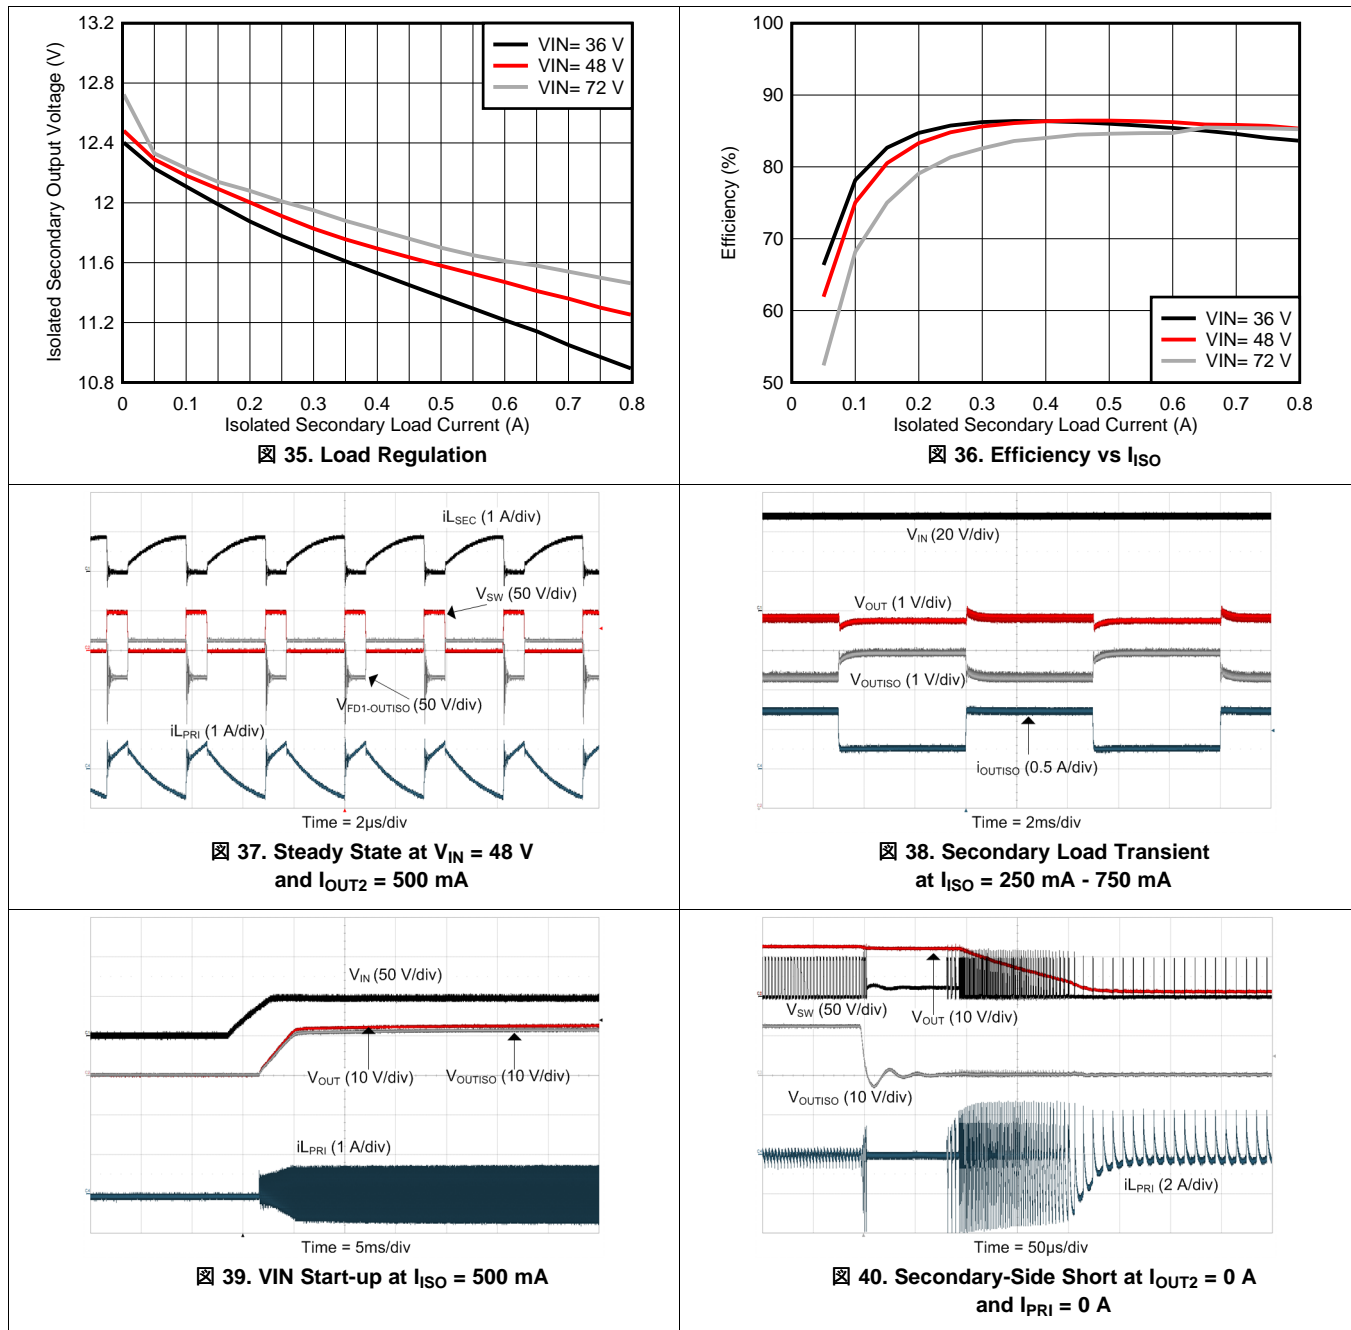 13.2
12.8
12.4
12
11.6
11.2
10.8
Isolated Secondary Output Voltage (V)
VIN= 36 V
VIN= 48 V
VIN= 72 V
0 0.1 0.2 0.3 0.4 0.5 0.6 0.7 0.8
Isolated Secondary Load Current (A)
図 35. Load Regulation
100
90
80
70
60
50
Efficiency (%)
VIN= 36 V
VIN= 48 V
VIN= 72 V
0 0.1 0.2 0.3 0.4 0.5 0.6 0.7 0.8
Isolated Secondary Load Current (A)
図 36. Efficiency vs IISO
iLSEC (1 A/div)
VSW (50 V/div)
VFD1-OUTISO (50 V/div)
iLPRI (1 A/div)
Time = 2µs/div
図 37. Steady State at VIN = 48 V
and IOUT2 = 500 mA
VIN (20 V/div)
VOUT (1 V/div)
VOUTISO (1 V/div)
iOUTISO (0.5 A/div)
Time = 2ms/div
図 38. Secondary Load Transient
at IISO = 250 mA - 750 mA
VIN (50 V/div)
VOUT (10 V/div)
VOUTISO (10 V/div)
iLPRI (1 A/div)
Time = 5ms/div
図 39. VIN Start-up at IISO = 500 mA
VSW (50 V/div)
VOUT (10 V/div)
VOUTISO (10 V/div)
iLPRI (2 A/div)
Time = 50µs/div
図 40. Secondary-Side Short at IOUT2 = 0 A
and IPRI = 0 A